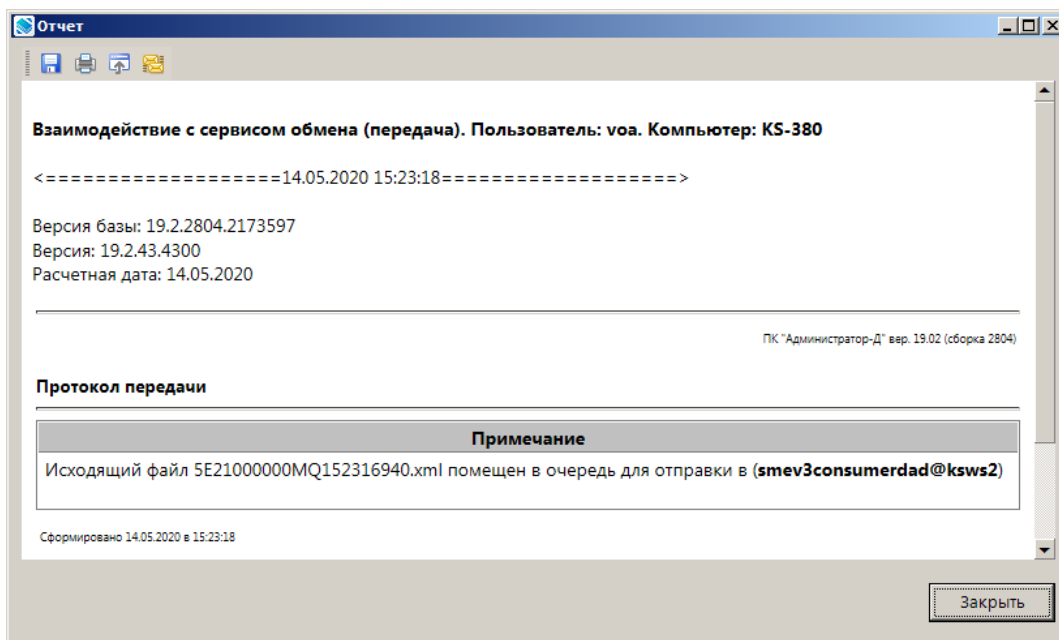 Отчет
Взаимодействие с сервисом обмена (передача). Пользователь: voa. Компьютер: KS-380
<===================14.05.2020 15:23:18===================>
Версия базы: 19.2.2804.2173597
Версия: 19.2.43.4300
Расчетная дата: 14.05.2020
ПК "Администратор-Д" вер. 19.02 (сборка 2804)
Протокол передачи
Примечание
Исходящий файл 5E21000000MQ152316940.xml помещен в очередь для отправки в (smev3consumerdad@ksws2)
Сформировано 14.05.2020 в 15:23:18
Закрыть